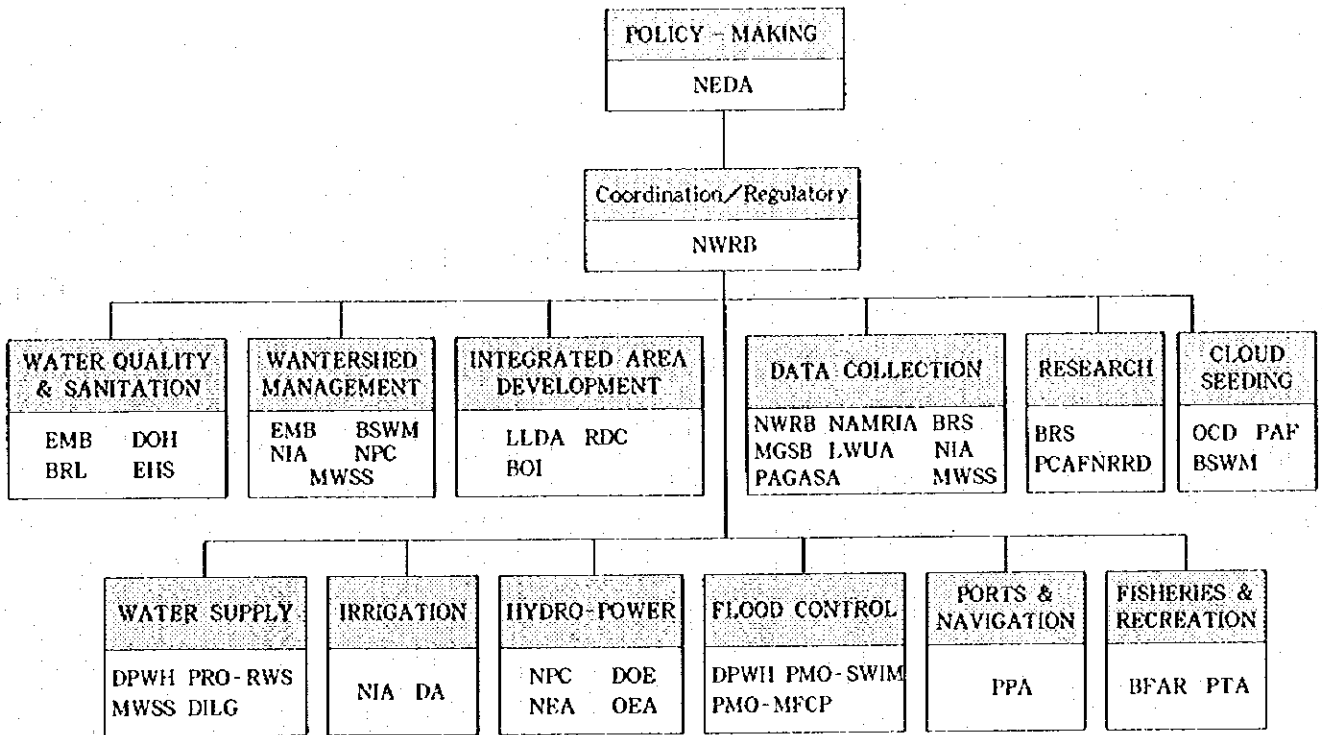 POLICY - MAKING
NEDA
Coordination/Regulatory
NWRB
WATER QUALITY
& SANITATION
EMB DOH
BRL EHS
WANTERSHED
MANAGEMENT
EMB BSWM
NIA NPC
MWSS
INTEGRATED AREA
DEVELOPMENT
LLDA RDC
BOI
DATA COLLECTION
NWRB NAMRIA BRS
MGSB LWUA NIA
PAGASA MWSS
RESEARCH
BRS
PCAFNRRD
CLOUD
SEEDING
OCD PAF
BSWM
WATER SUPPLY
DPWH PRO-RWS
MWSS DILG
IRRIGATION
NIA DA
HYDRO-POWER
NPC DOE
NEA OEA
FLOOD CONTROL
DPWH PMO-SWIM
PMO-MFCP
PORTS &
NAVIGATION
PPA
FISHERIES &
RECREATION
BFAR PTA